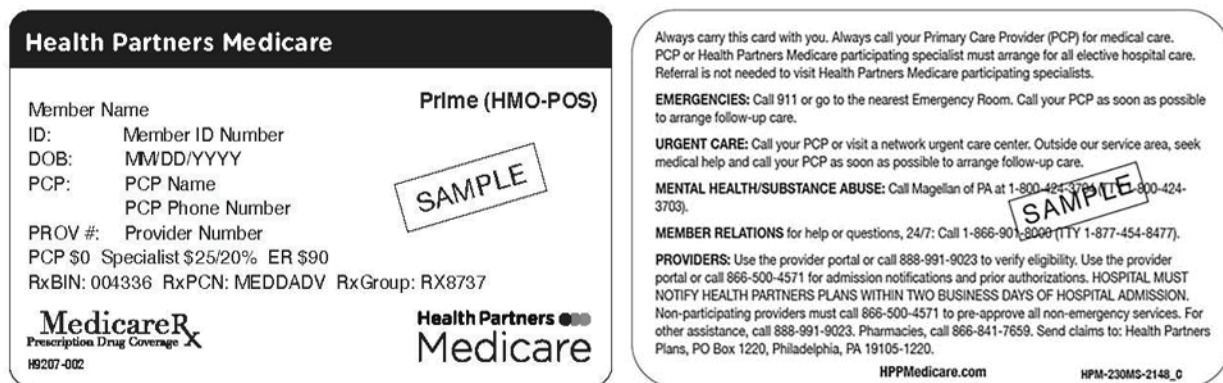 Health Partners Medicare
Prime (HMO-POS)
Member Name
ID: Member ID Number
DOB: MM/DD/YYYY
PCP: PCP Name
PCP Phone Number
PROV #: Provider Number
PCP $0 Specialist $25/20% ER $90
RxBIN: 004336 RxPCN: MEDDADV RxGroup: RX8737
SAMPLE
MedicareRx
Prescription Drug Coverage
H9207-002
Health Partners
Medicare
Always carry this card with you. Always call your Primary Care Provider (PCP) for medical care.
PCP or Health Partners Medicare participating specialist must arrange for all elective hospital care.
Referral is not needed to visit Health Partners Medicare participating specialists.
EMERGENCIES: Call 911 or go to the nearest Emergency Room. Call your PCP as soon as possible
to arrange follow-up care.
URGENT CARE: Call your PCP or visit a network urgent care center. Outside our service area, seek
medical help and call your PCP as soon as possible to arrange follow-up care.
MENTAL HEALTH/SUBSTANCE ABUSE: Call Magellan of PA at
3703).
SAMPLE
MEMBER RELATIONS for help or questions, 24/7: Call 1-866-901-8000 (TTY 1-877-454-8477).
PROVIDERS: Use the provider portal or call 888-991-9023 to verify eligibility. Use the provider
portal or call 866-500-4571 for admission notifications and prior authorizations. HOSPITAL MUST
NOTIFY HEALTH PARTNERS PLANS WITHIN TWO BUSINESS DAYS OF HOSPITAL ADMISSION.
Non-participating providers must call 866-500-4571 to pre-approve all non-emergency services. For
other assistance, call 888-991-9023. Pharmacies, call 866-841-7659. Send claims to: Health Partners
Plans, PO Box 1220, Philadelphia, PA 19105-1220.
HPPMedicare.com
HPM-230MS-2148_C